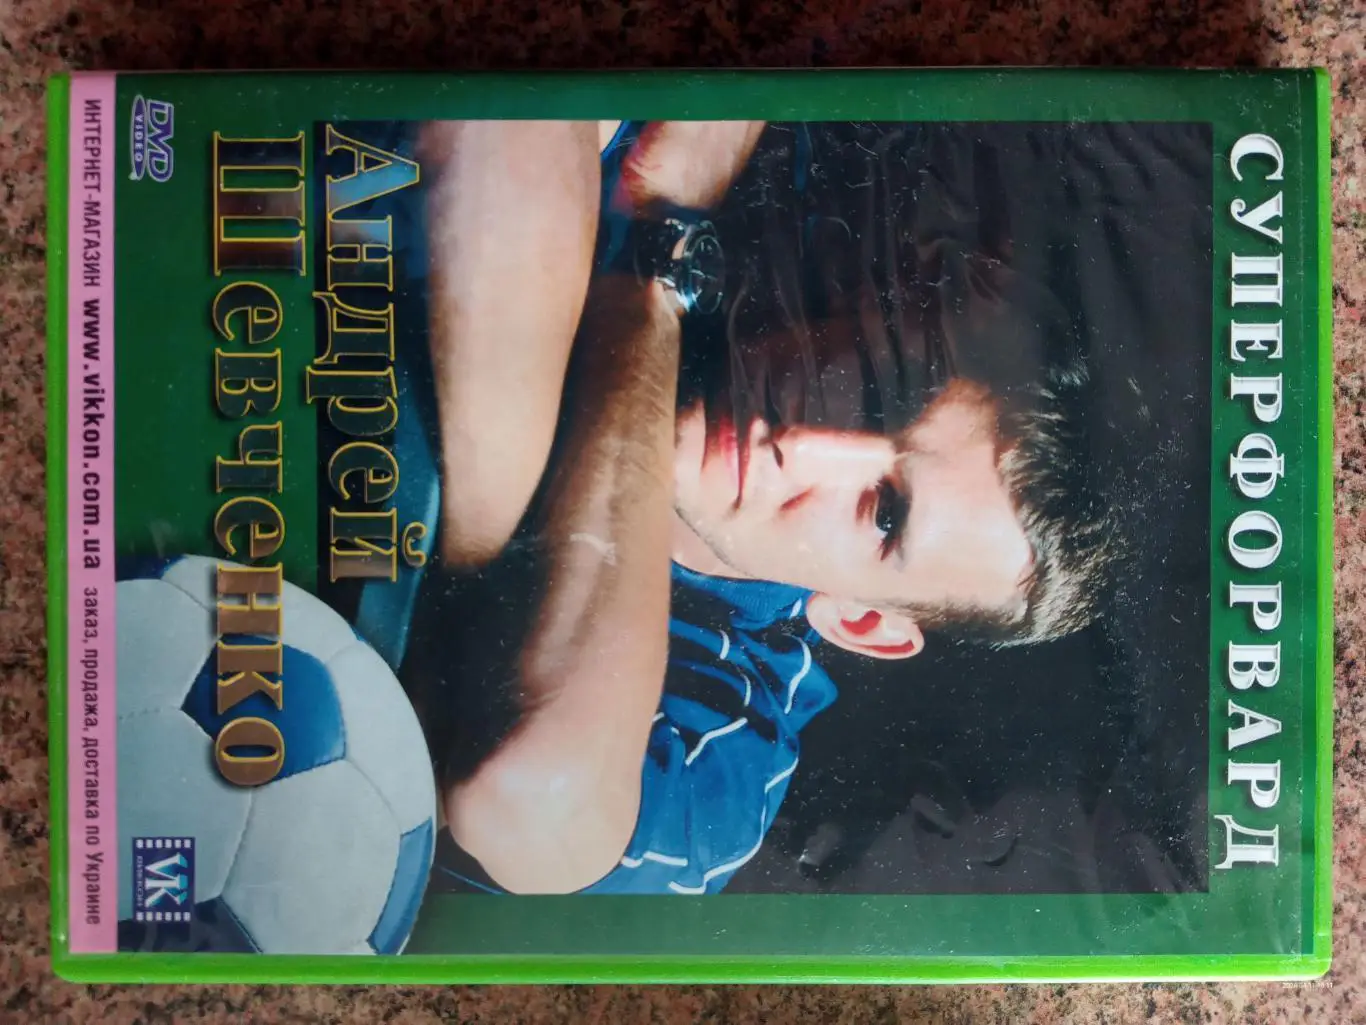 СУПЕРФОРВАРД
Андрей
Шевченко
DVD
VIDEO
VK
ИНТЕРНЕТ-МАГАЗИН www.vikkon.com.ua заказ, продажа, доставка по Украине